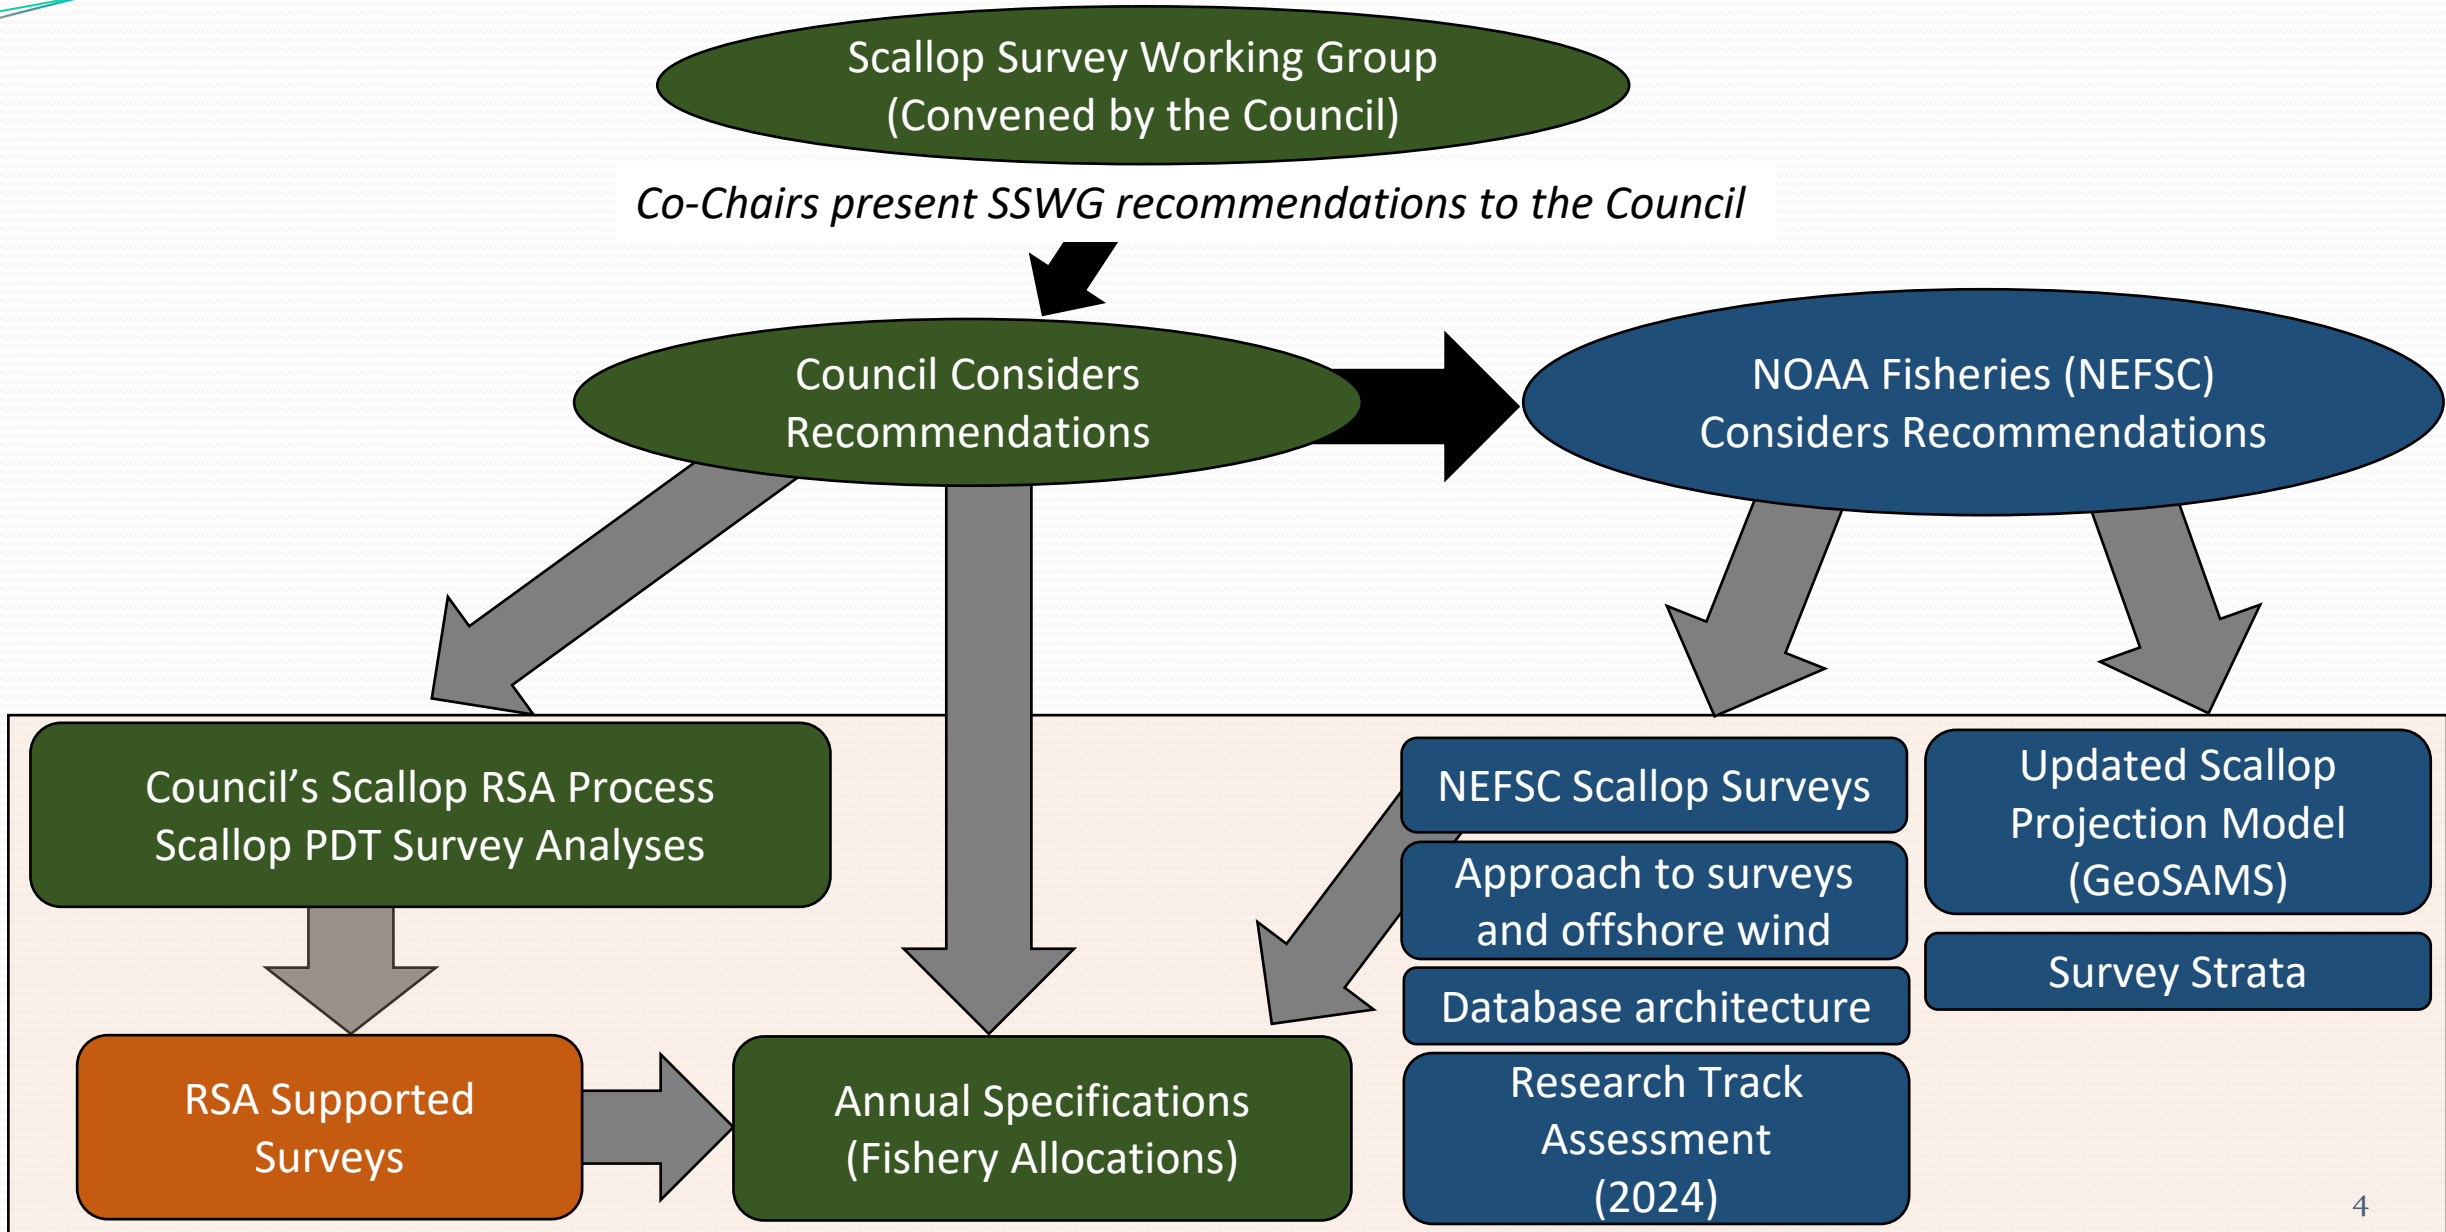 Scallop Survey Working Group
(Convened by the Council)
Co-Chairs present SSWG recommendations to the Council
Council Considers
Recommendations
NOAA Fisheries (NEFSC)
Considers Recommendations
Council’s Scallop RSA Process
Scallop PDT Survey Analyses
NEFSC Scallop Surveys
Approach to surveys
and offshore wind
Database architecture
Research Track
Assessment
(2024)
Updated Scallop
Projection Model
(GeoSAMS)
Survey Strata
RSA Supported
Surveys
Annual Specifications
(Fishery Allocations)
4